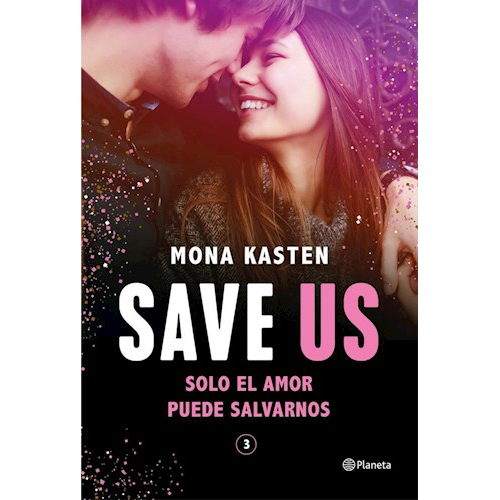 MONA KASTEN
SAVE US
SOLO EL AMOR
PUEDE SALVARNOS
3
Planeta